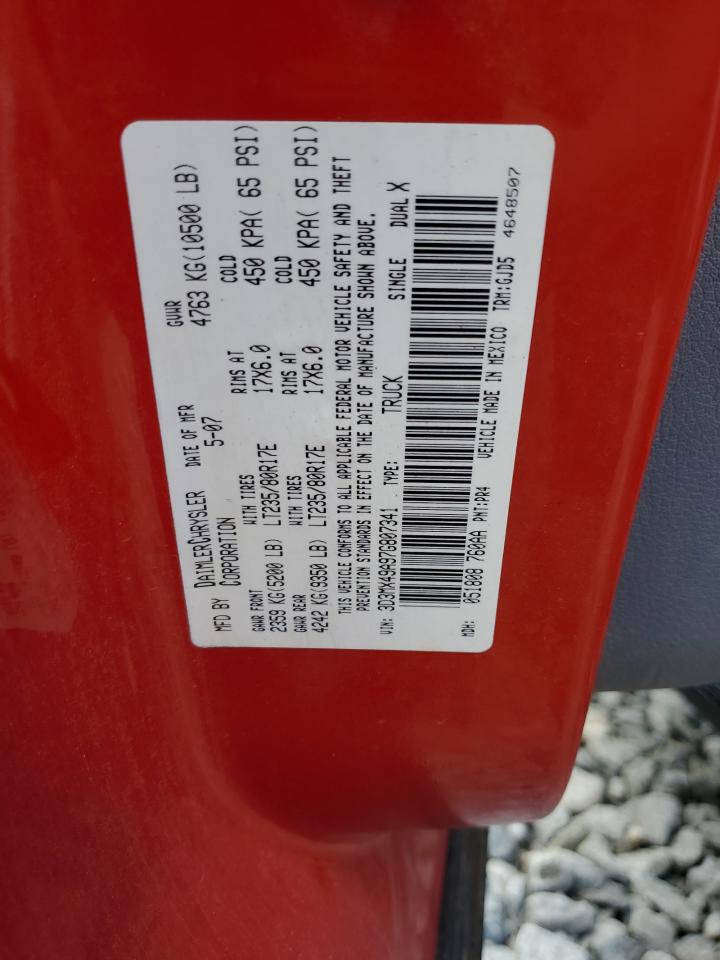 MFD BY DAIMLERCHRYSLER CORPORATION DATE OF MFR 5-07 GVWR 4763 KG(10500 LB)
GAWR FRONT WITH TIRES RIMS AT COLD
2359 KG(5200 LB) LT235/80R17E 17X6.0 450 KPA( 65 PSI)
GAWR REAR WITH TIRES RIMS AT COLD
4242 KG(9350 LB) LT235/80R17E 17X6.0 450 KPA( 65 PSI)
THIS VEHICLE CONFORMS TO ALL APPLICABLE FEDERAL MOTOR VEHICLE SAFETY AND THEFT
PREVENTION STANDARDS IN EFFECT ON THE DATE OF MANUFACTURE SHOWN ABOVE.
VIN: 3D3MX49A97G807341 TYPE: TRUCK SINGLE DUAL X
MDH: 051808 760AA PNT:PR4 VEHICLE MADE IN MEXICO TRM:GJD5 4648507